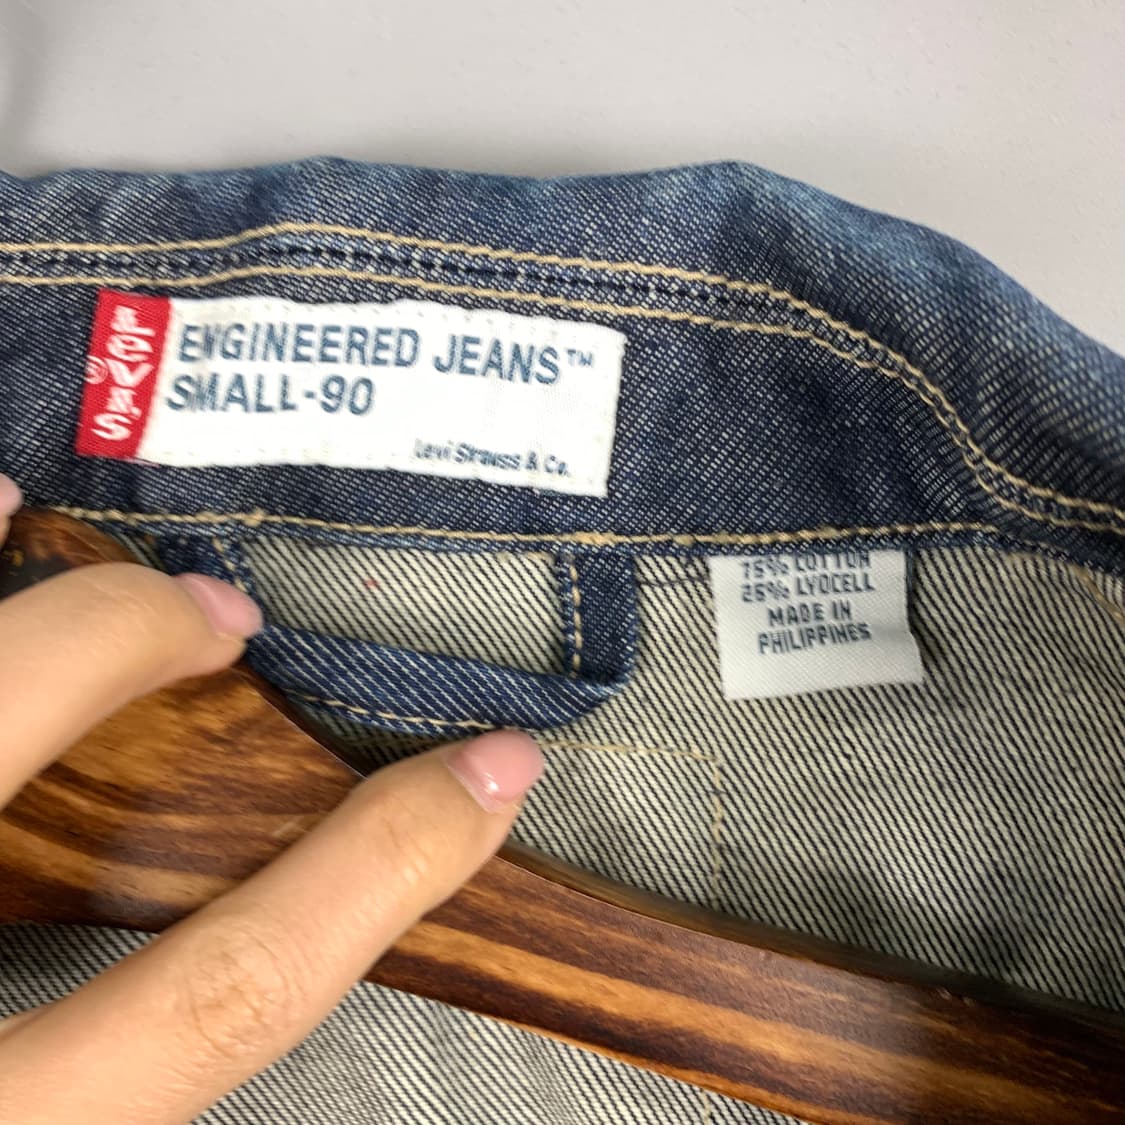 LEVI'S ®
ENGINEERED JEANS™
SMALL-90
Levi Strauss & Co.
75% COTTON
25% LYOCELL
MADE IN
PHILIPPINES